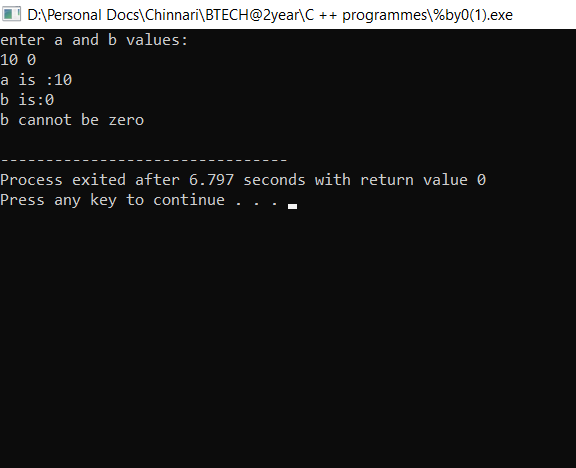 D:\Personal Docs\Chinnari\BTECH@2year\C ++ programmes\%by0(1).exe
enter a and b values:
10 0
a is :10
b is:0
b cannot be zero
--------------------------------
Process exited after 6.797 seconds with return value 0
Press any key to continue . . .